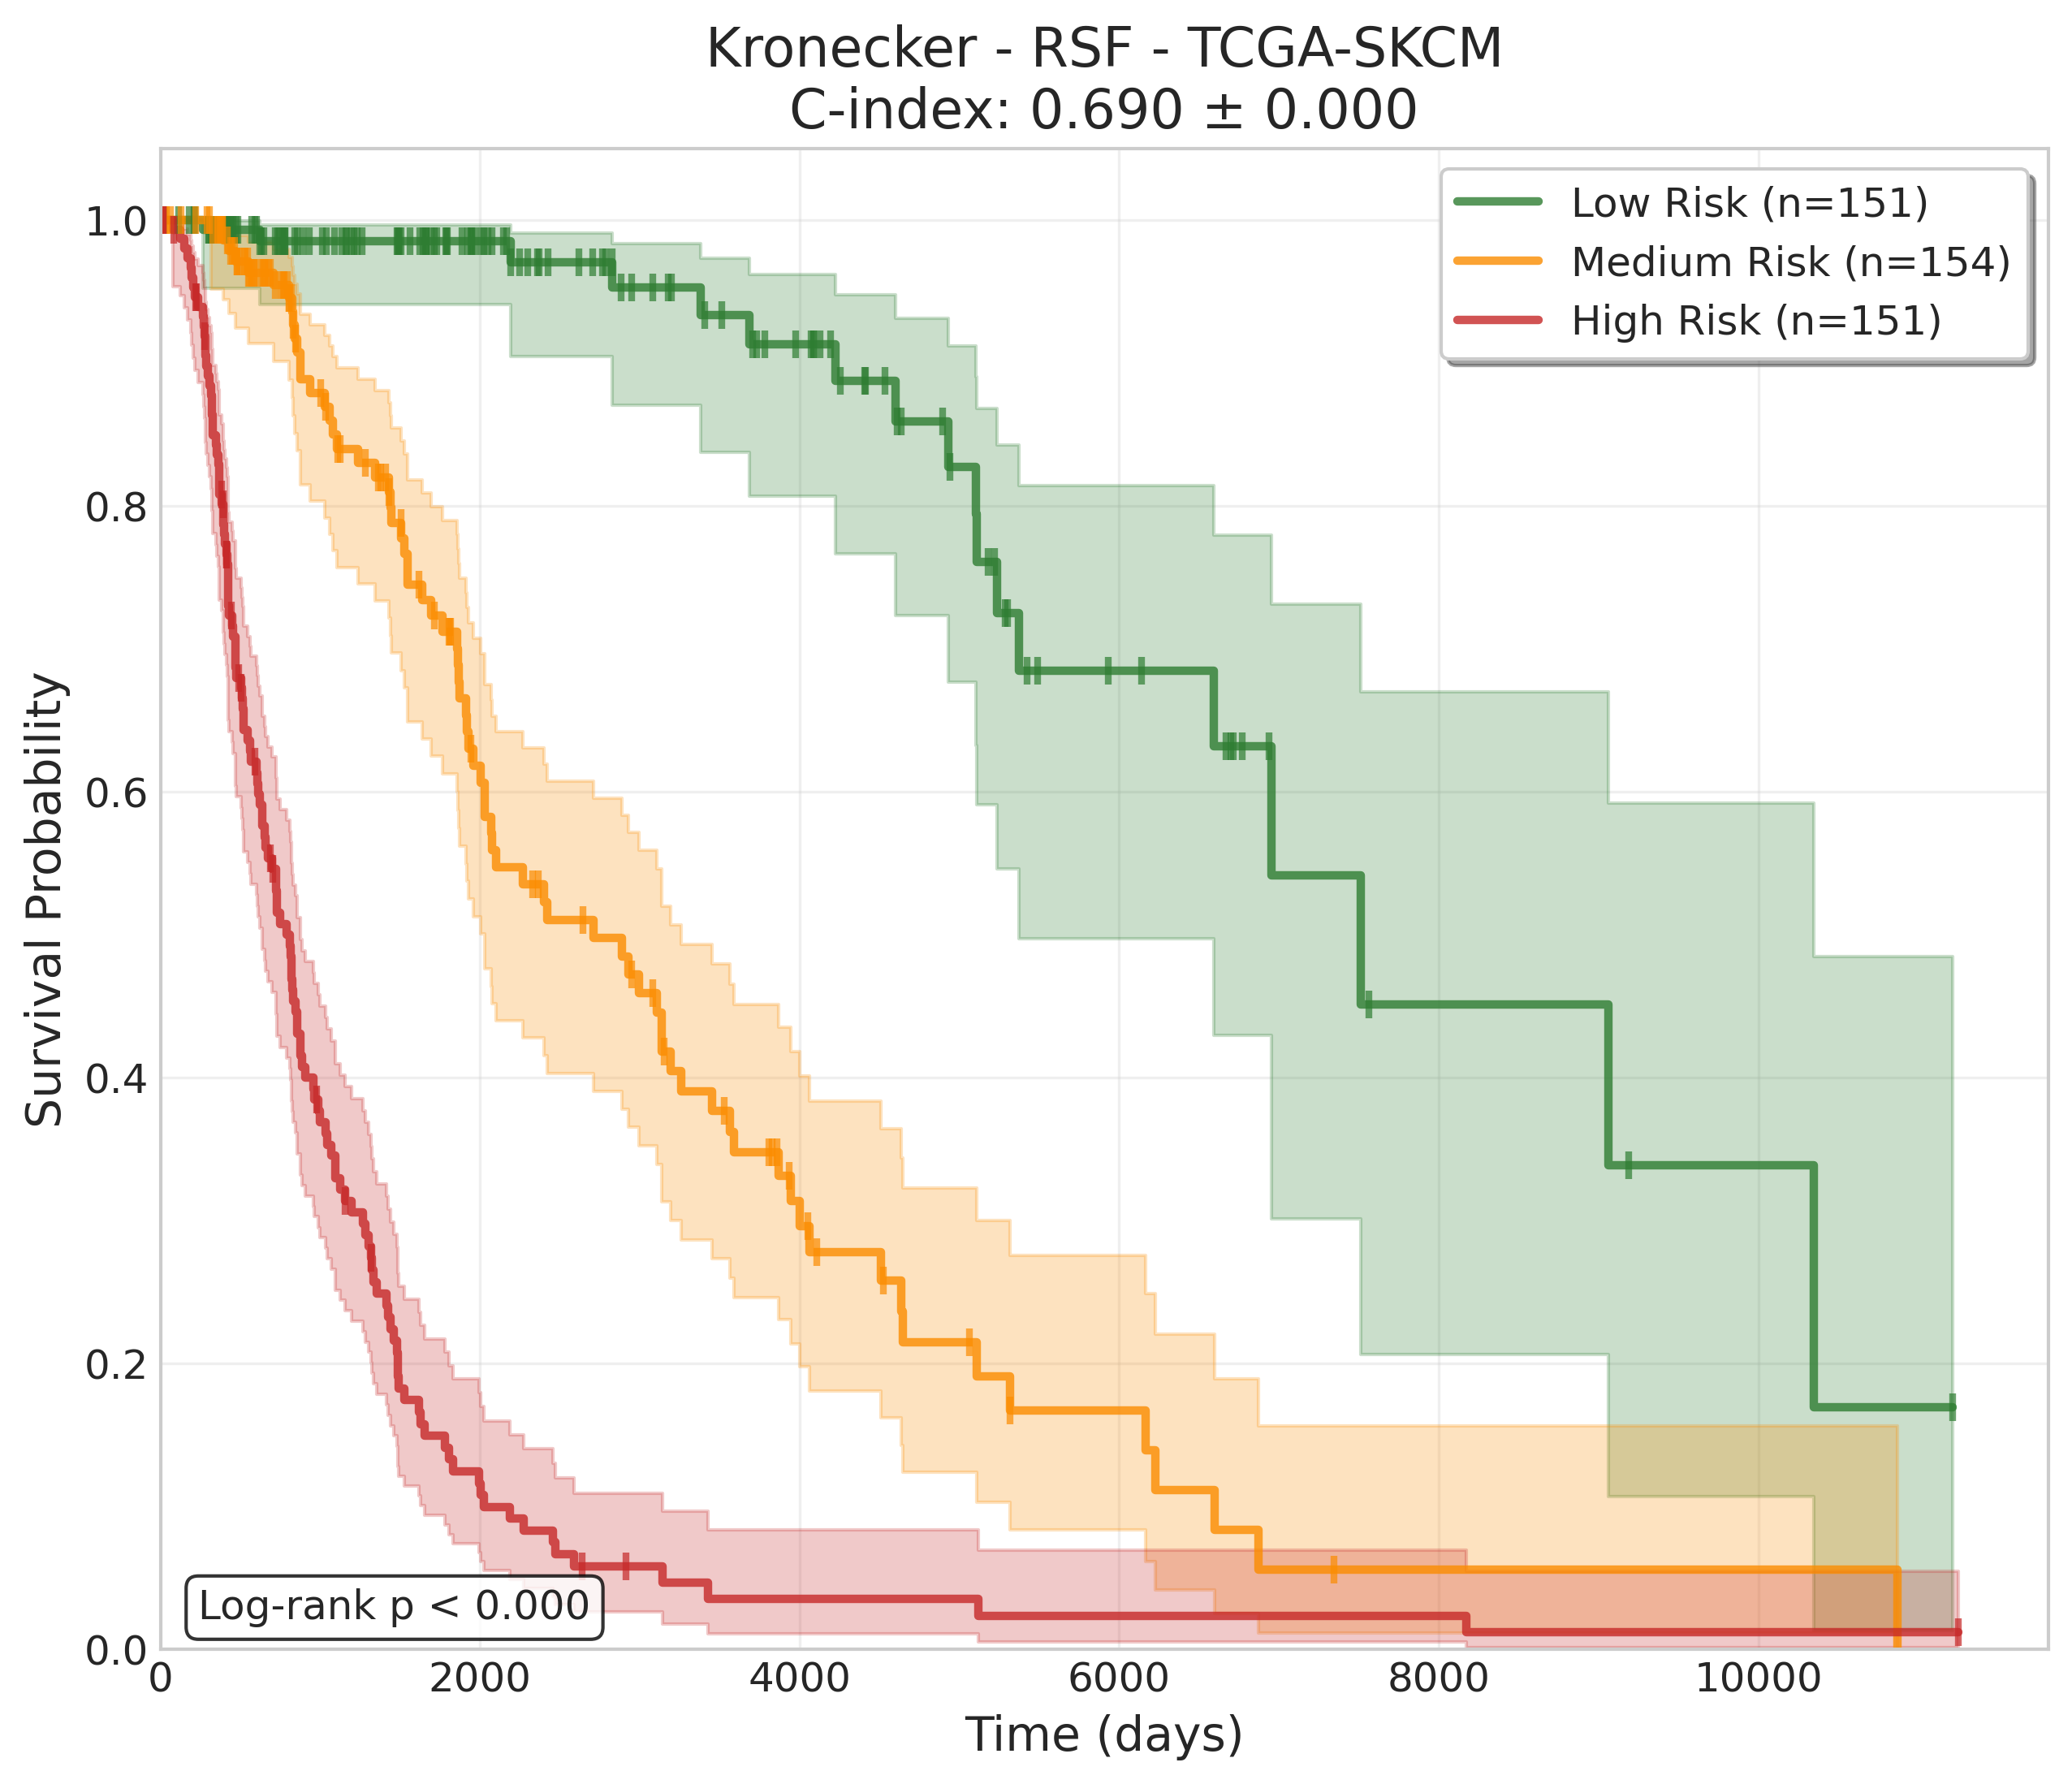 Kronecker - RSF - TCGA-SKCM
C-index: 0.690 ± 0.000
Low Risk (n=151)
Medium Risk (n=154)
High Risk (n=151)
Survival Probability
1.0
0.8
0.6
0.4
0.2
0.0
Log-rank p < 0.000
0 2000 4000 6000 8000 10000
Time (days)